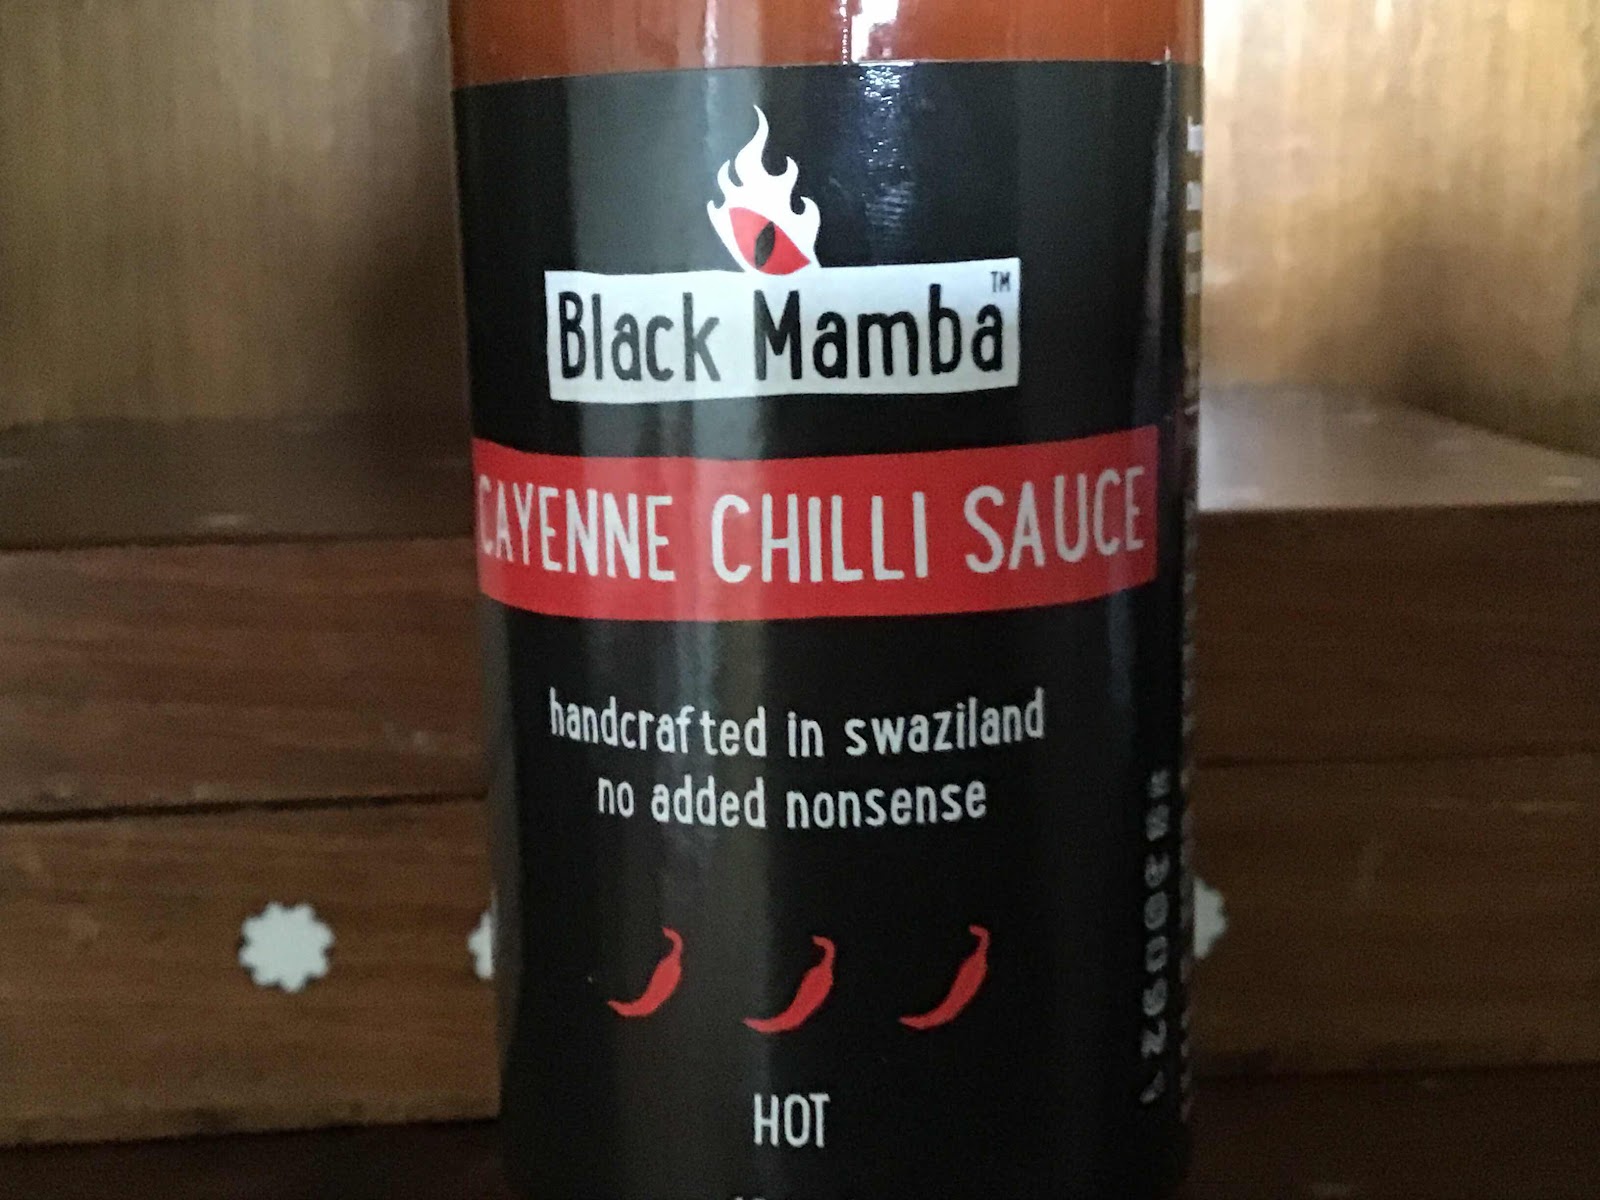 Black Mamba™
CAYENNE CHILLI SAUCE
handcrafted in swaziland
no added nonsense
HOT